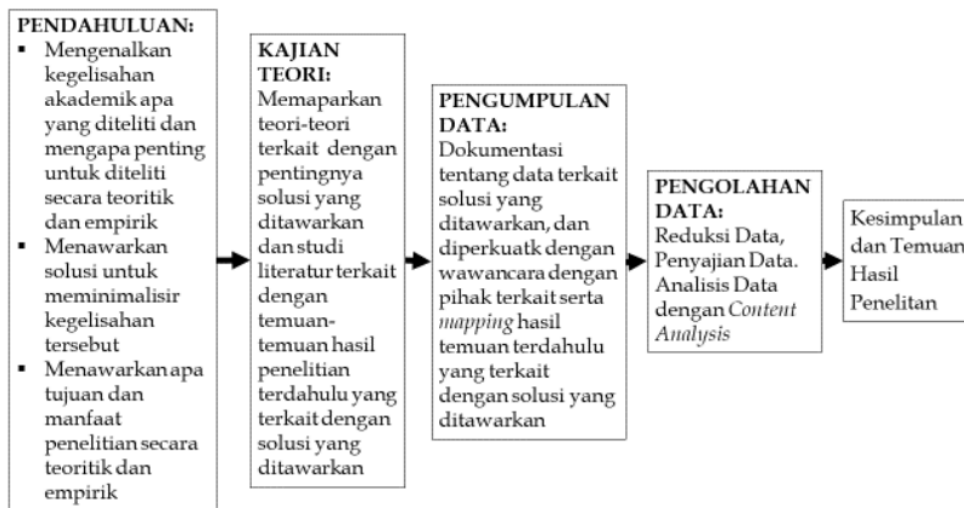 PENDAHULUAN:
▪ Mengenalkan
kegelisahan
akademik apa
yang diteliti dan
mengapa penting
untuk diteliti
secara teoritik
dan empirik
▪ Menawarkan
solusi untuk
meminimalisir
kegelisahan
tersebut
▪ Menawarkan apa
tujuan dan
manfaat
penelitian secara
teoritik dan
empirik
KAJIAN
TEORI:
Memaparkan
teori-teori
terkait dengan
pentingnya
solusi yang
ditawarkan
dan studi
literatur terkait
dengan
temuan-
temuan hasil
penelitian
terdahulu yang
terkait dengan
solusi yang
ditawarkan
PENGUMPULAN
DATA:
Dokumentasi
tentang data terkait
solusi yang
ditawarkan, dan
diperkuatk dengan
wawancara dengan
pihak terkait serta
mapping hasil
temuan terdahulu
yang terkait
dengan solusi yang
ditawarkan
PENGOLAHAN
DATA:
Reduksi Data,
Penyajian Data.
Analisis Data
dengan Content
Analysis
Kesimpulan
dan Temuan
Hasil
Penelitan